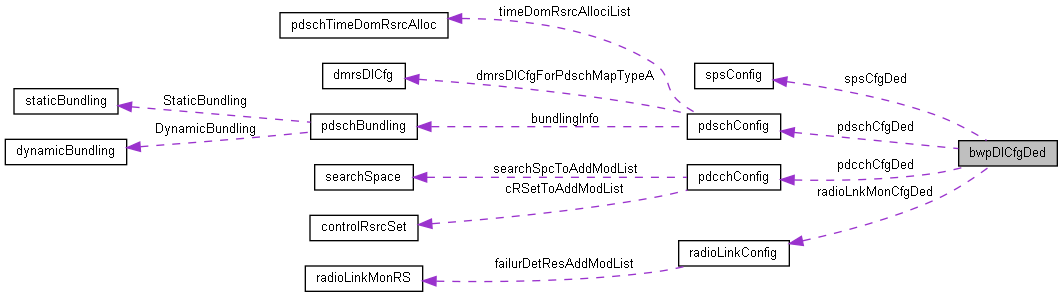 timeDomRsrcAllociList
pdschTimeDomRsrcAlloc
dmrsDlCfg
dmrsDlCfgForPdschMapTypeA
spsConfig
spsCfgDed
staticBundling
StaticBundling
bundlingInfo
pdschBundling
pdschConfig
pdschCfgDed
DynamicBundling
dynamicBundling
bwpDlCfgDed
searchSpcToAddModList
pdcchCfgDed
searchSpace
pdcchConfig
cRSetToAddModList
radioLnkMonCfgDed
controlRsrcSet
radioLinkConfig
failurDetResAddModList
radioLinkMonRS